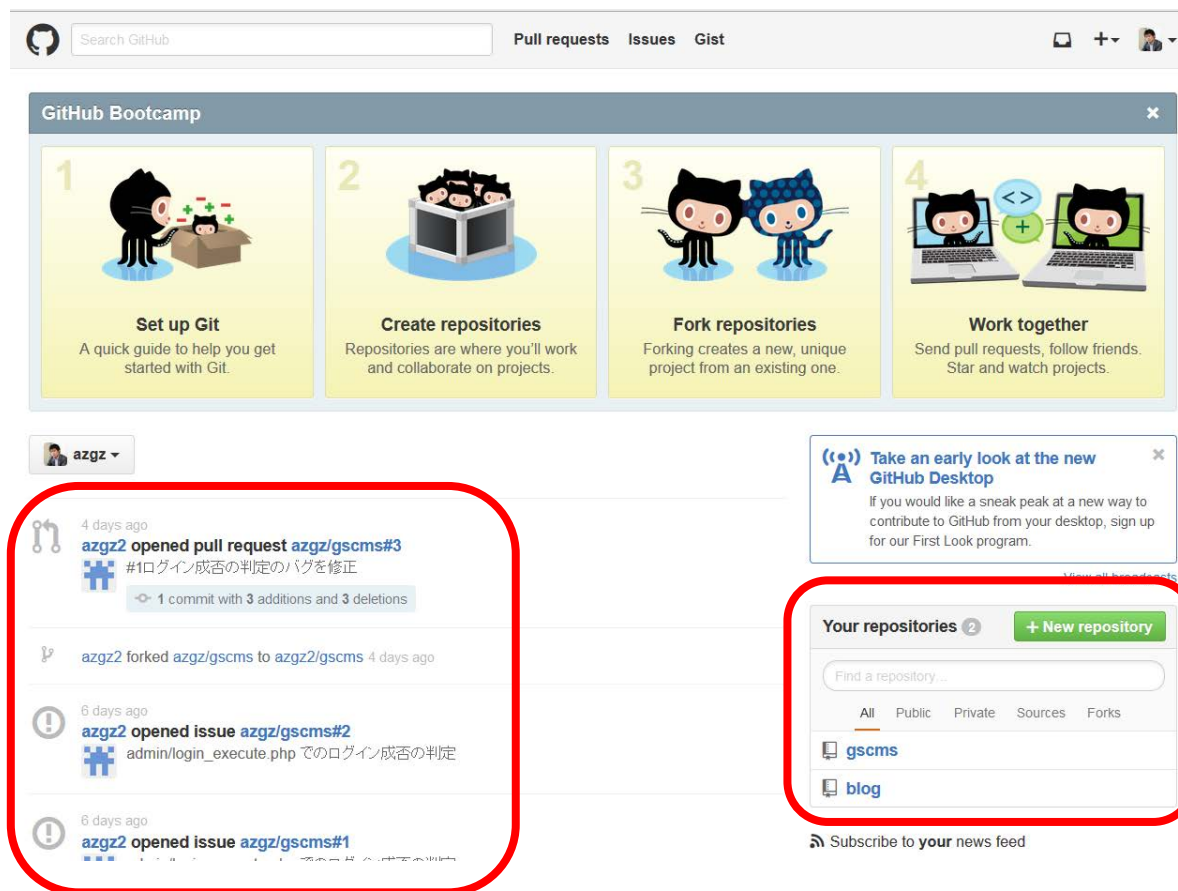 Search GitHub
Pull requests Issues Gist
GitHub Bootcamp
1
Set up Git
A quick guide to help you get
started with Git.
2
Create repositories
Repositories are where you’ll work
and collaborate on projects.
3
Fork repositories
Forking creates a new, unique
project from an existing one.
4
Work together
Send pull requests, follow friends.
Star and watch projects.
azgz
4 days ago
azgz2 opened pull request azgz/gscms#3
#1ログイン成否の判定のバグを修正
1 commit with 3 additions and 3 deletions
azgz2 forked azgz/gscms to azgz2/gscms 4 days ago
6 days ago
azgz2 opened issue azgz/gscms#2
admin/login_execute.php でのログイン成否の判定
6 days ago
azgz2 opened issue azgz/gscms#1
Take an early look at the new
GitHub Desktop
If you would like a sneak peak at a new way to
contribute to GitHub from your desktop, sign up
for our First Look program.
View all broadcasts
Your repositories 2
+ New repository
Find a repository...
All Public Private Sources Forks
gscms
blog
Subscribe to your news feed